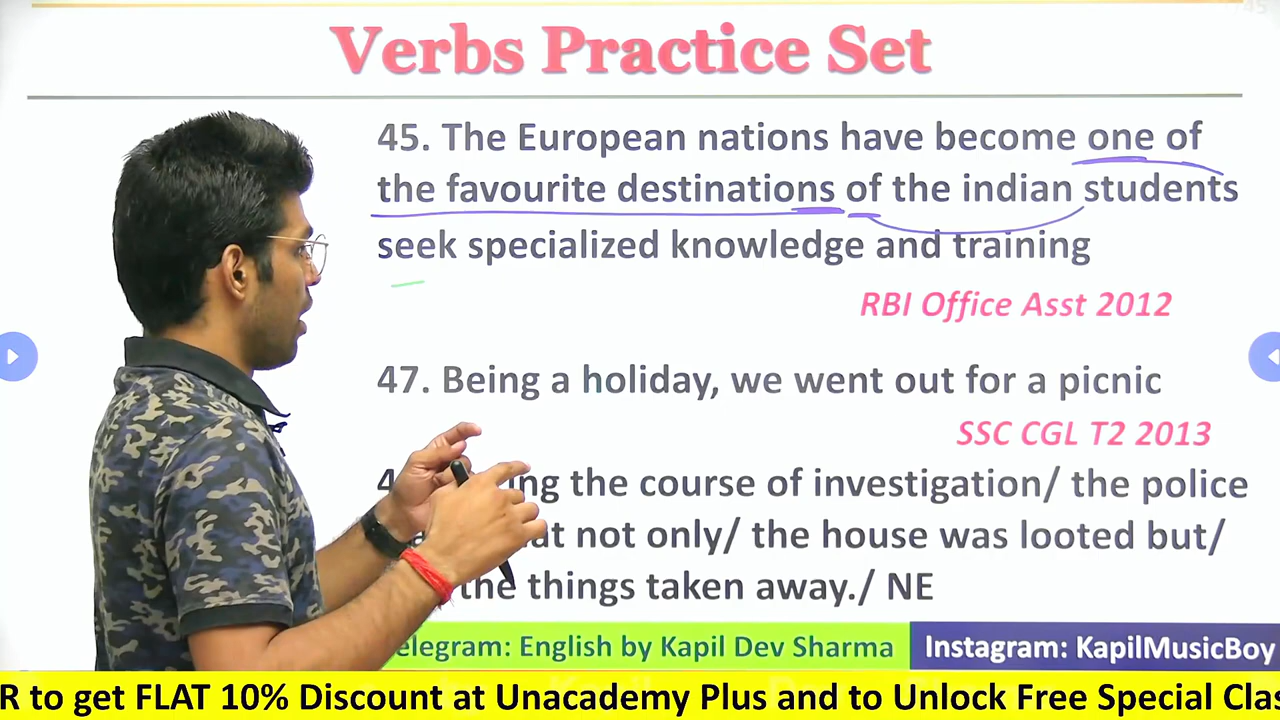 Verbs Practice Set
45. The European nations have become one of
the favourite destinations of the indian students
seek specialized knowledge and training
RBI Office Asst 2012
47. Being a holiday, we went out for a picnic
SSC CGL T2 2013
the course of investigation/ the police
not only/ the house was looted but/
the things taken away./ NE
elegram: English by Kapil Dev Sharma
Instagram: KapilMusicBoy
R to get FLAT 10% Discount at Unacademy Plus and to Unlock Free Special Clas